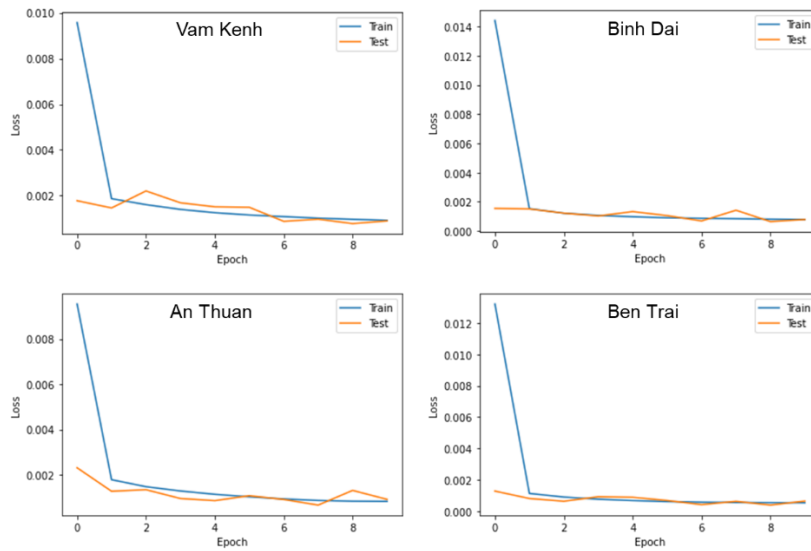 Vam Kenh
Train
Test
0.010
0.008
0.006
0.004
0.002
Loss
0 2 4 6 8
Epoch
Binh Dai
Train
Test
0.014
0.012
0.010
0.008
0.006
0.004
0.002
0.000
Loss
0 2 4 6 8
Epoch
An Thuan
Train
Test
0.008
0.006
0.004
0.002
Loss
0 2 4 6 8
Epoch
Ben Trai
Train
Test
0.012
0.010
0.008
0.006
0.004
0.002
0.000
Loss
0 2 4 6 8
Epoch